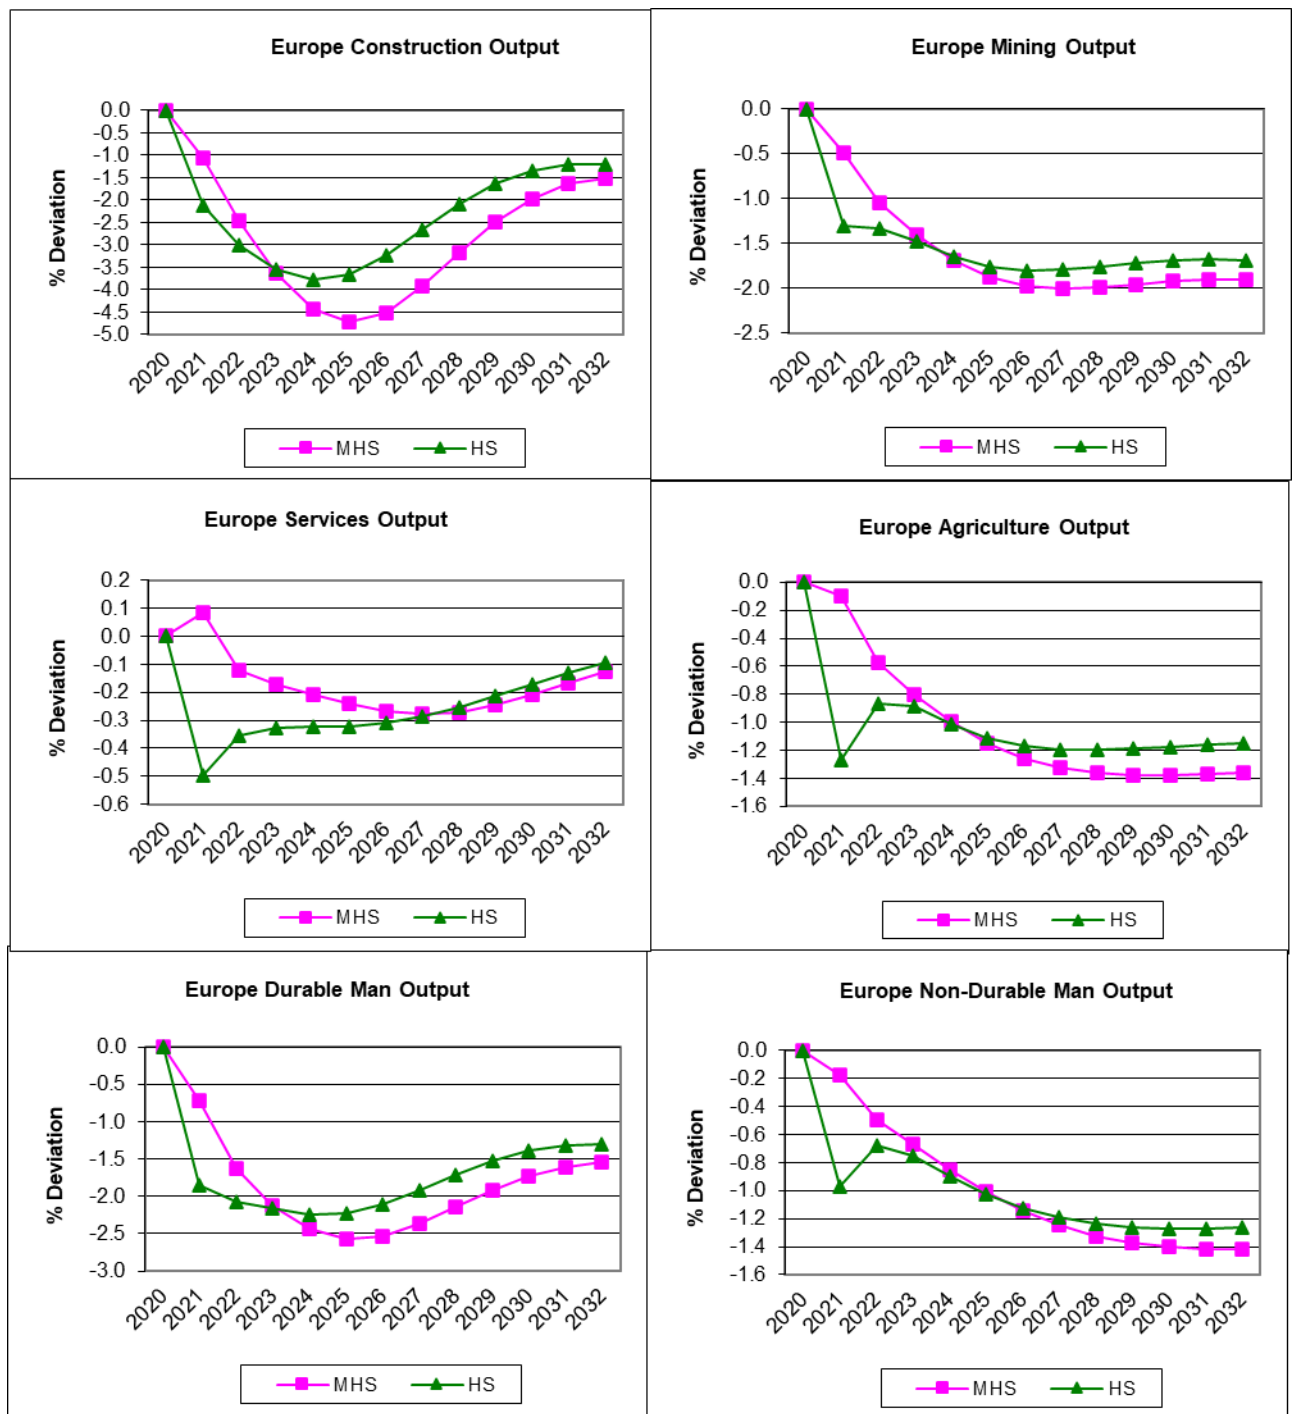 Europe Construction Output
% Deviation
0.0
-0.5
-1.0
-1.5
-2.0
-2.5
-3.0
-3.5
-4.0
-4.5
-5.0
2020 2021 2022 2023 2024 2025 2026 2027 2028 2029 2030 2031 2032
MHS HS
Europe Mining Output
% Deviation
0.0
-0.5
-1.0
-1.5
-2.0
-2.5
2020 2021 2022 2023 2024 2025 2026 2027 2028 2029 2030 2031 2032
MHS HS
Europe Services Output
% Deviation
0.2
0.1
0.0
-0.1
-0.2
-0.3
-0.4
-0.5
-0.6
2020 2021 2022 2023 2024 2025 2026 2027 2028 2029 2030 2031 2032
MHS HS
Europe Agriculture Output
% Deviation
0.0
-0.2
-0.4
-0.6
-0.8
-1.0
-1.2
-1.4
-1.6
2020 2021 2022 2023 2024 2025 2026 2027 2028 2029 2030 2031 2032
MHS HS
Europe Durable Man Output
% Deviation
0.0
-0.5
-1.0
-1.5
-2.0
-2.5
-3.0
2020 2021 2022 2023 2024 2025 2026 2027 2028 2029 2030 2031 2032
MHS HS
Europe Non-Durable Man Output
% Deviation
0.0
-0.2
-0.4
-0.6
-0.8
-1.0
-1.2
-1.4
-1.6
2020 2021 2022 2023 2024 2025 2026 2027 2028 2029 2030 2031 2032
MHS HS